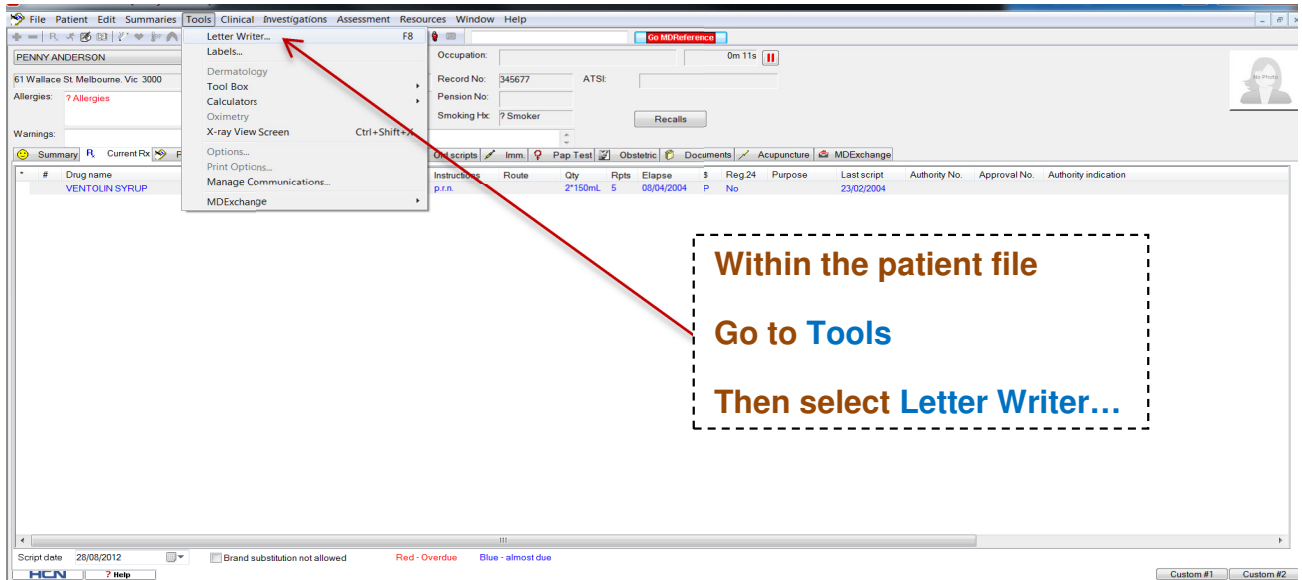 File Patient Edit Summaries Tools Clinical Investigations Assessment Resources Window Help
Letter Writer... F8
Go MDReference
PENNY ANDERSON
Labels...
Occupation:
0m 11s
61 Wallace St. Melbourne. Vic 3000
Dermatology
Record No: 345677 ATSI:
No Photo
Tool Box
Allergies: ? Allergies
Calculators
Pension No:
Oximetry
Smoking Hx: ? Smoker
Recalls
Warnings:
X-ray View Screen Ctrl+Shift+X
Summary Current Rx
Options...
Old scripts Imm. Pap Test Obstetric Documents Acupuncture MDExchange
Print Options...
* # Drug name
Manage Communications...
Instructions Route Qty Rpts Elapse $ Reg.24 Purpose Last script Authority No. Approval No. Authority indication
VENTOLIN SYRUP
p.r.n. 2*150mL 5 08/04/2004 P No 23/02/2004
MDExchange
Within the patient file
Go to Tools
Then select Letter Writer…
Script date 28/08/2012 Brand substitution not allowed Red - Overdue Blue - almost due
HCN ? Help Custom #1 Custom #2